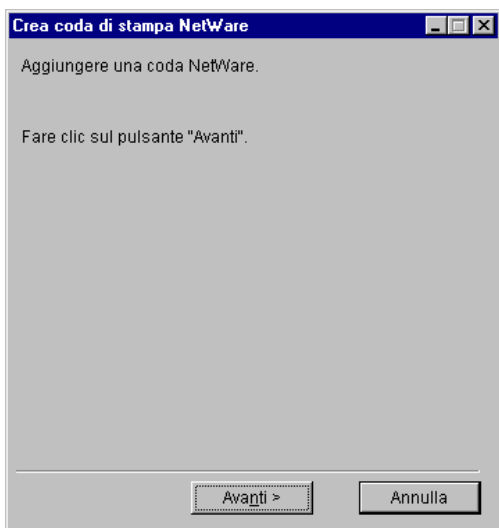 Crea coda di stampa NetWare
Aggiungere una coda NetWare.
Fare clic sul pulsante "Avanti".
Avanti > Annulla